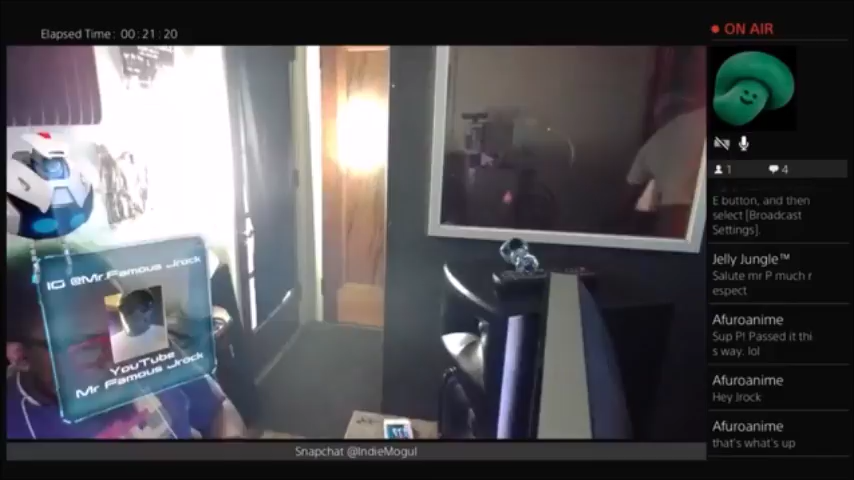 Elapsed Time: 00:21:20
ON AIR
1
4
E button, and then
select [Broadcast
Settings].
Jelly Jungle™
Salute mr P much r
espect
Afuroanime
Sup P! Passed it thi
s way. lol
Afuroanime
Hey Jrock
Afuroanime
that's what's up
IG @Mr.Famous Jrock
YouTube
Mr Famous Jrock
Snapchat @IndieMogul